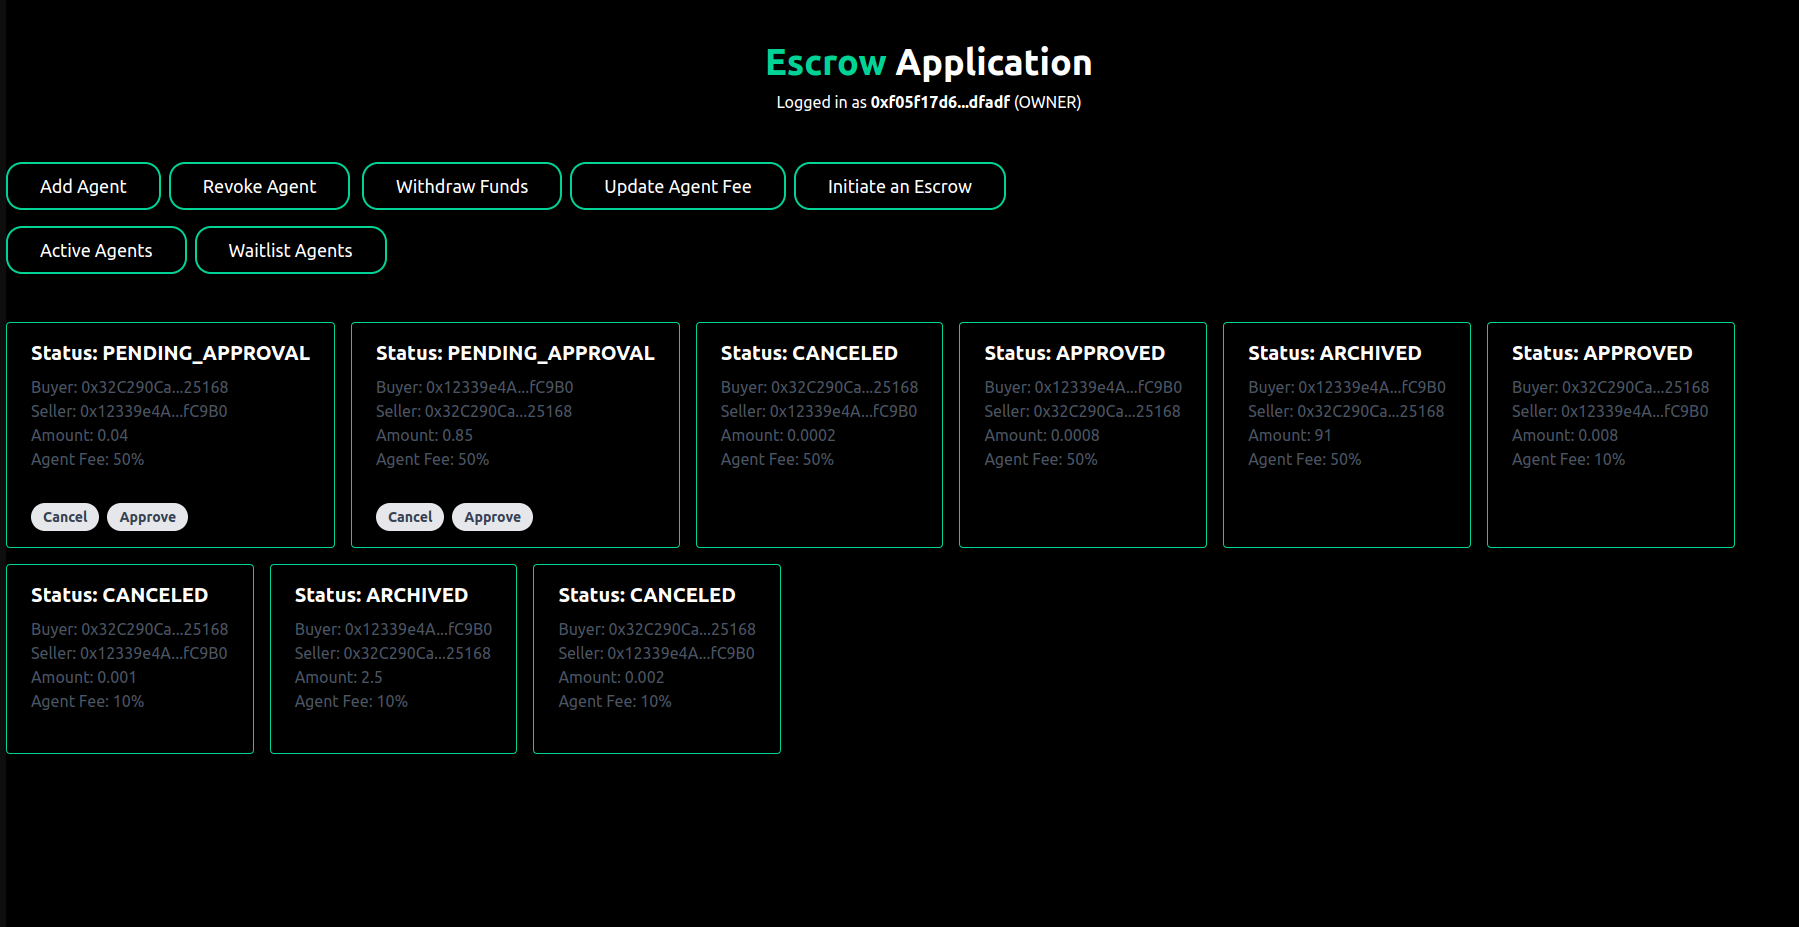 Escrow Application
Logged in as 0xf05f17d6...dfadf (OWNER)
Add Agent
Revoke Agent
Withdraw Funds
Update Agent Fee
Initiate an Escrow
Active Agents
Waitlist Agents
Status: PENDING_APPROVAL
Buyer: 0x32C290Ca...25168
Seller: 0x12339e4A...fC9B0
Amount: 0.04
Agent Fee: 50%
Cancel
Approve
Status: PENDING_APPROVAL
Buyer: 0x12339e4A...fC9B0
Seller: 0x32C290Ca...25168
Amount: 0.85
Agent Fee: 50%
Cancel
Approve
Status: CANCELED
Buyer: 0x32C290Ca...25168
Seller: 0x12339e4A...fC9B0
Amount: 0.0002
Agent Fee: 50%
Status: APPROVED
Buyer: 0x12339e4A...fC9B0
Seller: 0x32C290Ca...25168
Amount: 0.0008
Agent Fee: 50%
Status: ARCHIVED
Buyer: 0x12339e4A...fC9B0
Seller: 0x32C290Ca...25168
Amount: 91
Agent Fee: 50%
Status: APPROVED
Buyer: 0x32C290Ca...25168
Seller: 0x12339e4A...fC9B0
Amount: 0.008
Agent Fee: 10%
Status: CANCELED
Buyer: 0x32C290Ca...25168
Seller: 0x12339e4A...fC9B0
Amount: 0.001
Agent Fee: 10%
Status: ARCHIVED
Buyer: 0x12339e4A...fC9B0
Seller: 0x32C290Ca...25168
Amount: 2.5
Agent Fee: 10%
Status: CANCELED
Buyer: 0x32C290Ca...25168
Seller: 0x12339e4A...fC9B0
Amount: 0.002
Agent Fee: 10%